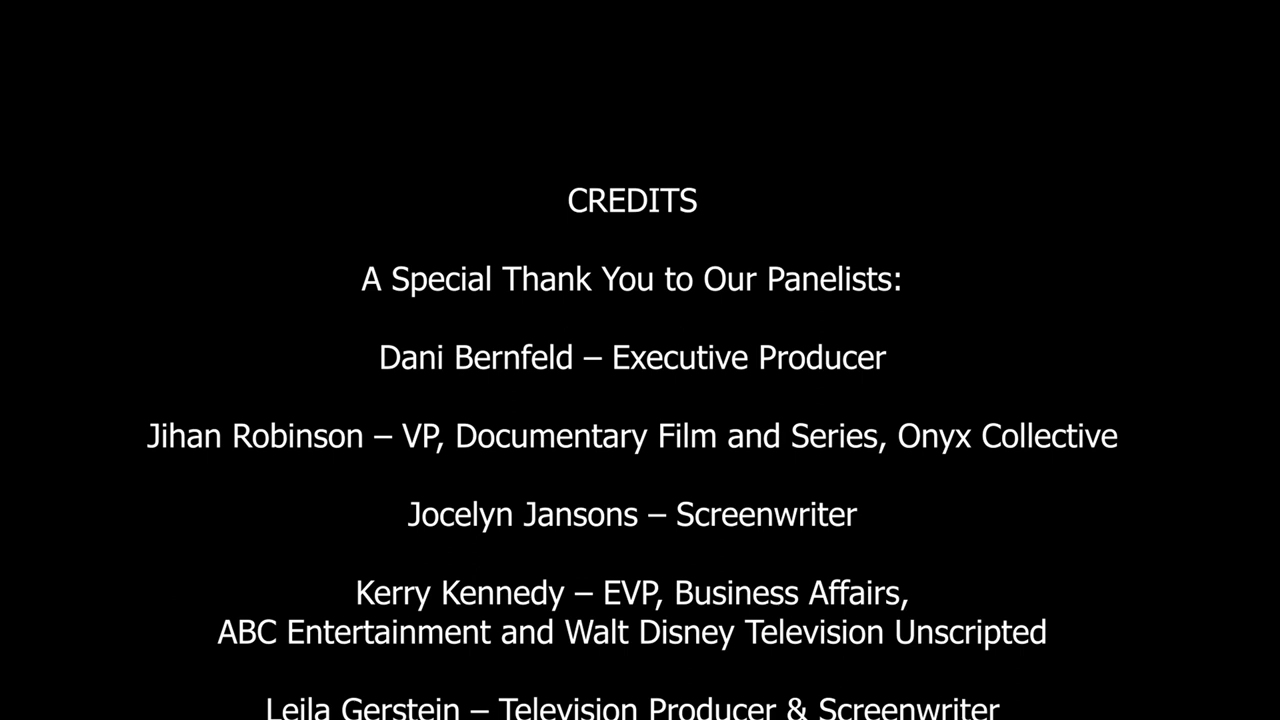 CREDITS
A Special Thank You to Our Panelists:
Dani Bernfeld – Executive Producer
Jihan Robinson – VP, Documentary Film and Series, Onyx Collective
Jocelyn Jansons – Screenwriter
Kerry Kennedy – EVP, Business Affairs,
ABC Entertainment and Walt Disney Television Unscripted
Leila Gerstein – Television Producer & Screenwriter